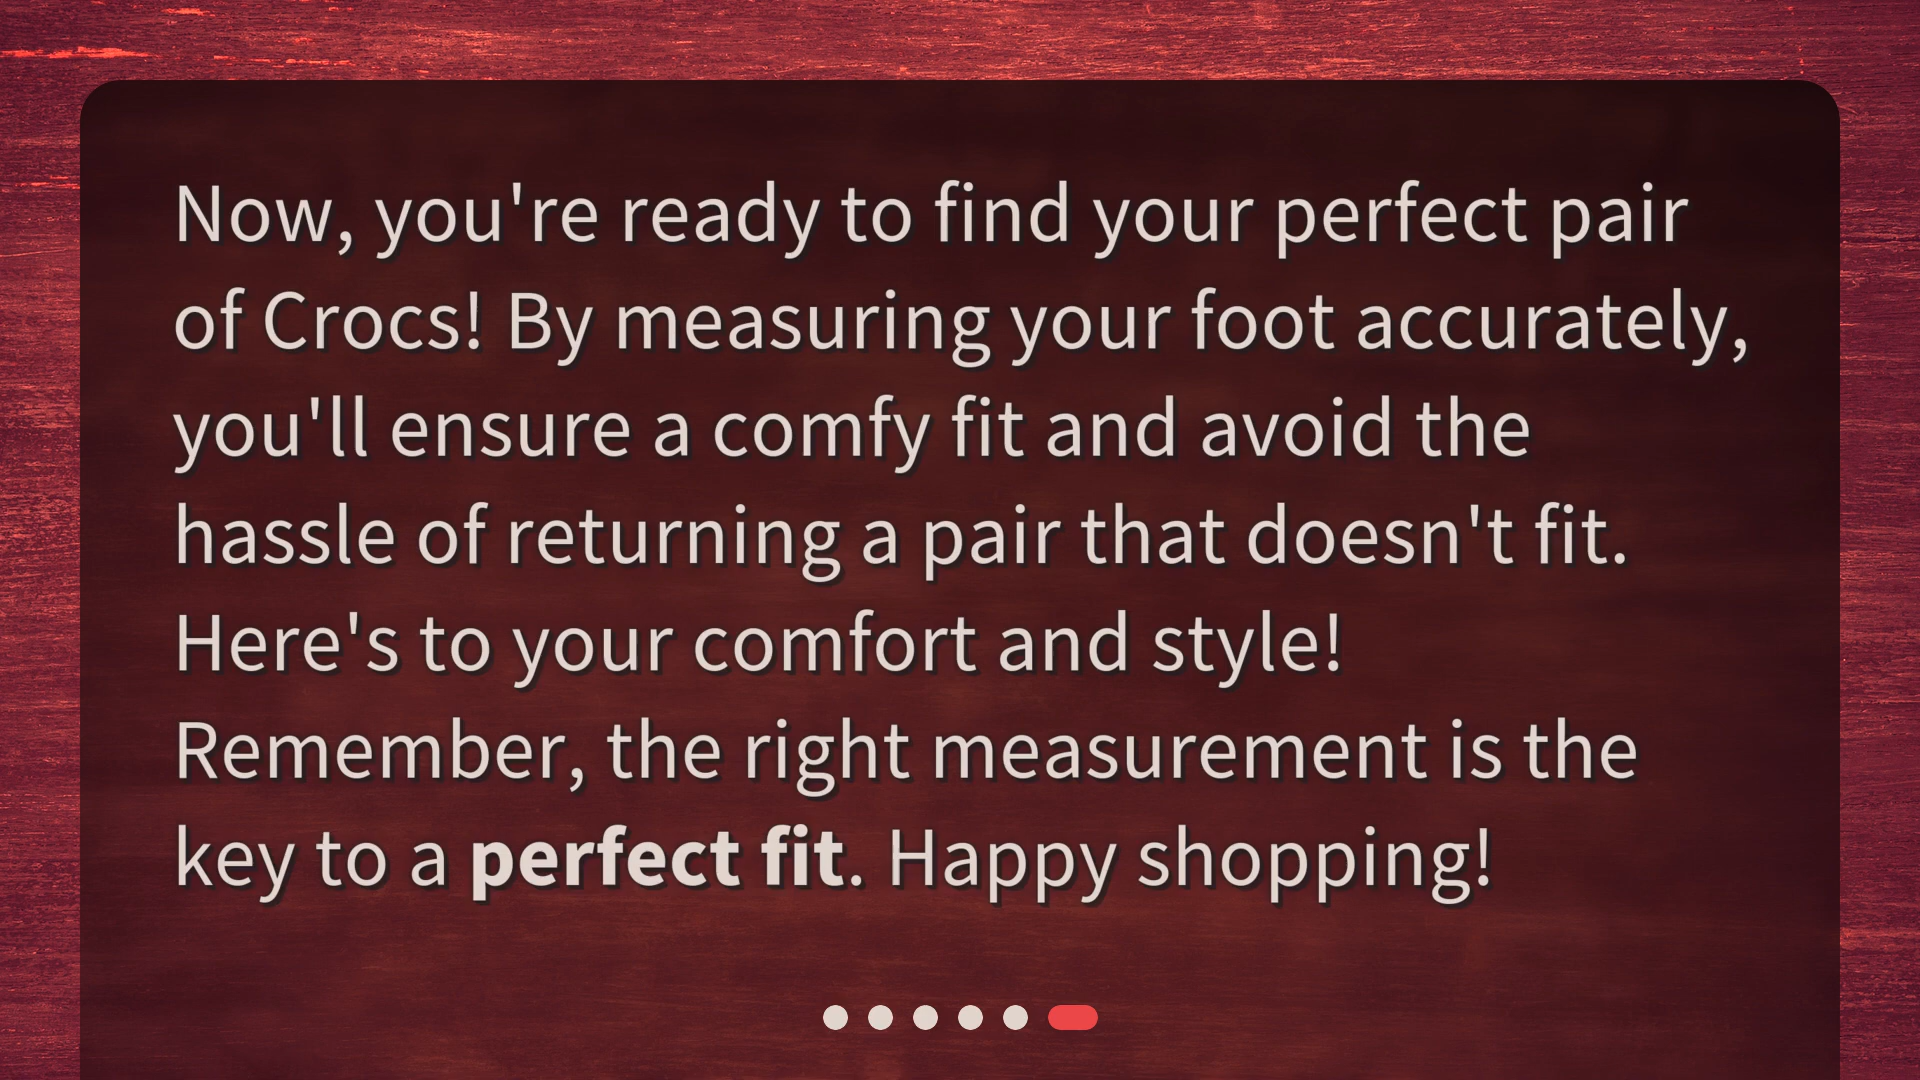 Now, you're ready to find your perfect pair
of Crocs! By measuring your foot accurately,
you'll ensure a comfy fit and avoid the
hassle of returning a pair that doesn't fit.
Here's to your comfort and style!
Remember, the right measurement is the
key to a perfect fit. Happy shopping!